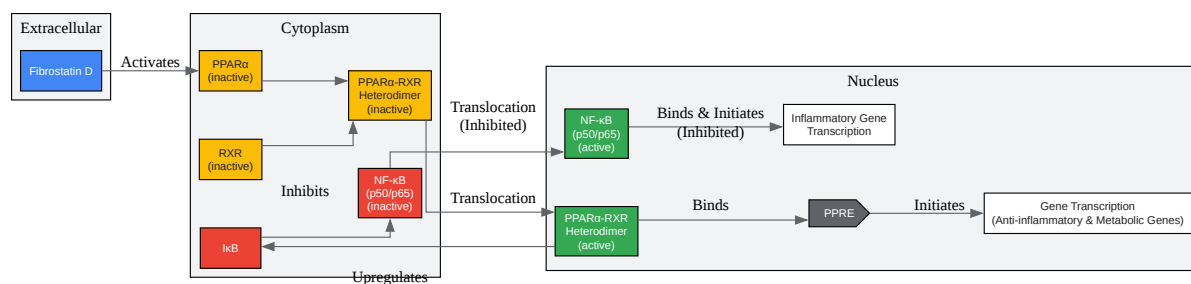 Extracellular
Fibrostatin D
Activates
Cytoplasm
PPARα
(inactive)
PPARα-RXR
Heterodimer
(inactive)
RXR
(inactive)
Inhibits
NF-κB
(p50/p65)
(inactive)
IκB
Upregulates
Translocation
(Inhibited)
Translocation
Nucleus
NF-κB
(p50/p65)
(active)
Binds & Initiates
(Inhibited)
Inflammatory Gene
Transcription
PPARα-RXR
Heterodimer
(active)
Binds
PPRE
Initiates
Gene Transcription
(Anti-inflammatory & Metabolic Genes)